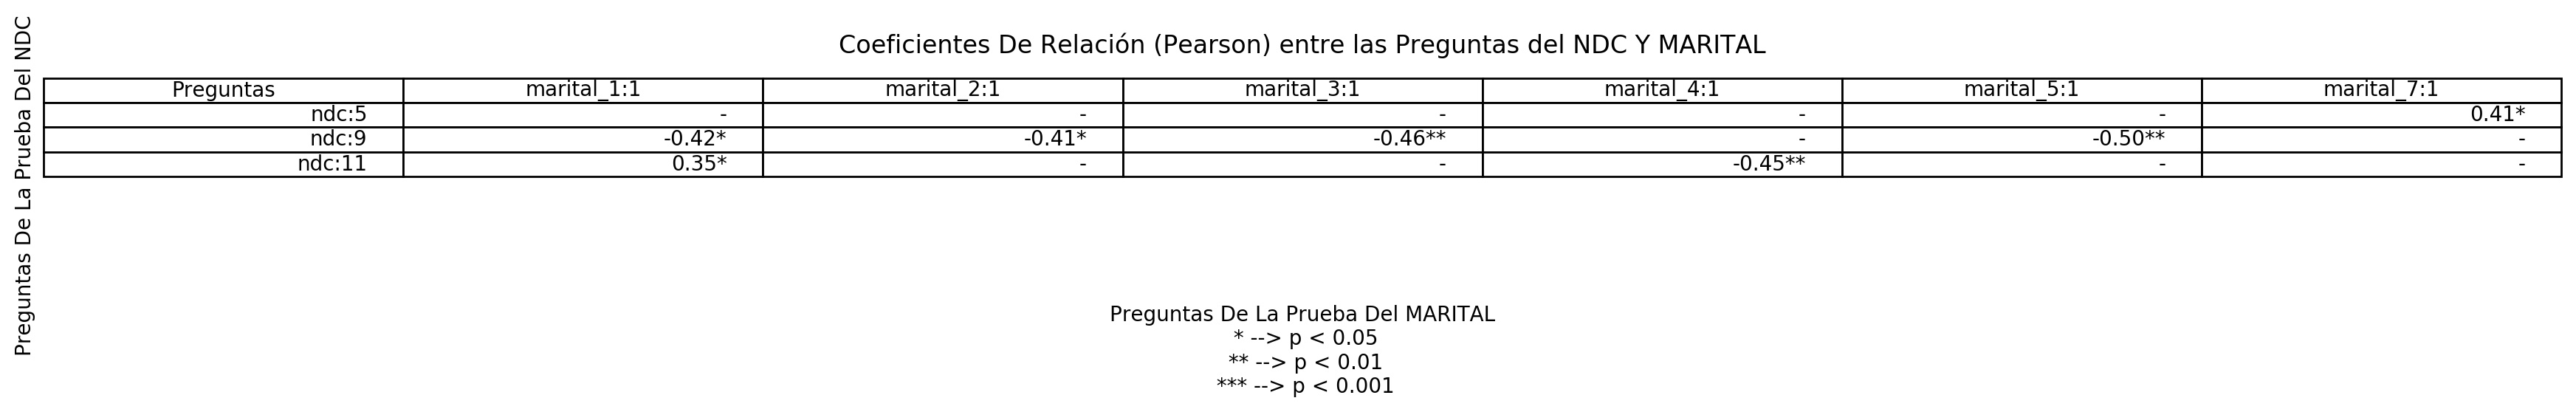 Coeficientes De Relación (Pearson) entre las Preguntas del NDC Y MARITAL
Preguntas De La Prueba Del NDC
Preguntas marital_1:1 marital_2:1 marital_3:1 marital_4:1 marital_5:1 marital_7:1
ndc:5 - - - - - 0.41*
ndc:9 -0.42* -0.41* -0.46** - -0.50** -
ndc:11 0.35* - - -0.45** - -
Preguntas De La Prueba Del MARITAL
* --> p < 0.05
** --> p < 0.01
*** --> p < 0.001